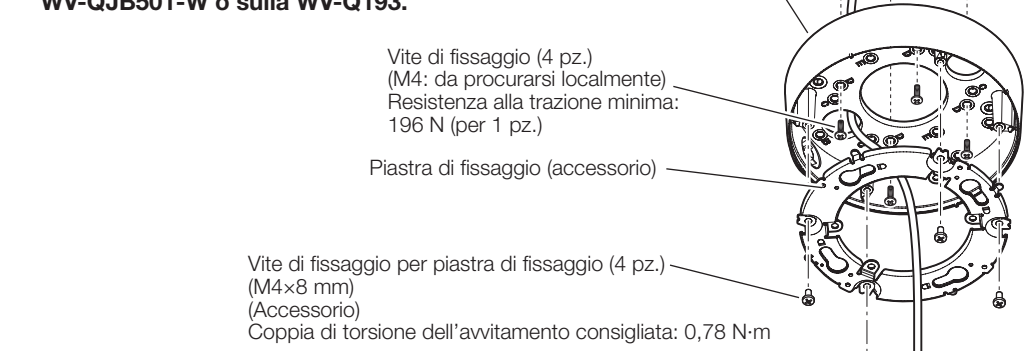 WV-QJB501-W o sulla WV-Q193.
Vite di fissaggio (4 pz.)
(M4: da procurarsi localmente)
Resistenza alla trazione minima:
196 N (per 1 pz.)
Piastra di fissaggio (accessorio)
Vite di fissaggio per piastra di fissaggio (4 pz.)
(M4×8 mm)
(Accessorio)
Coppia di torsione dell'avvitamento consigliata: 0,78 N·m